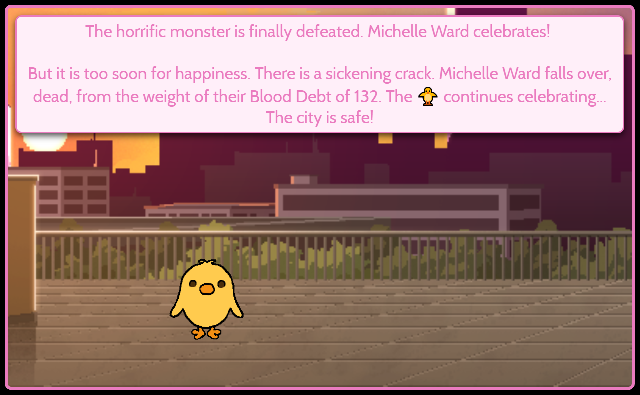 The horrific monster is finally defeated. Michelle Ward celebrates!
But it is too soon for happiness. There is a sickening crack. Michelle Ward falls over,
dead, from the weight of their Blood Debt of 132. The continues celebrating...
The city is safe!